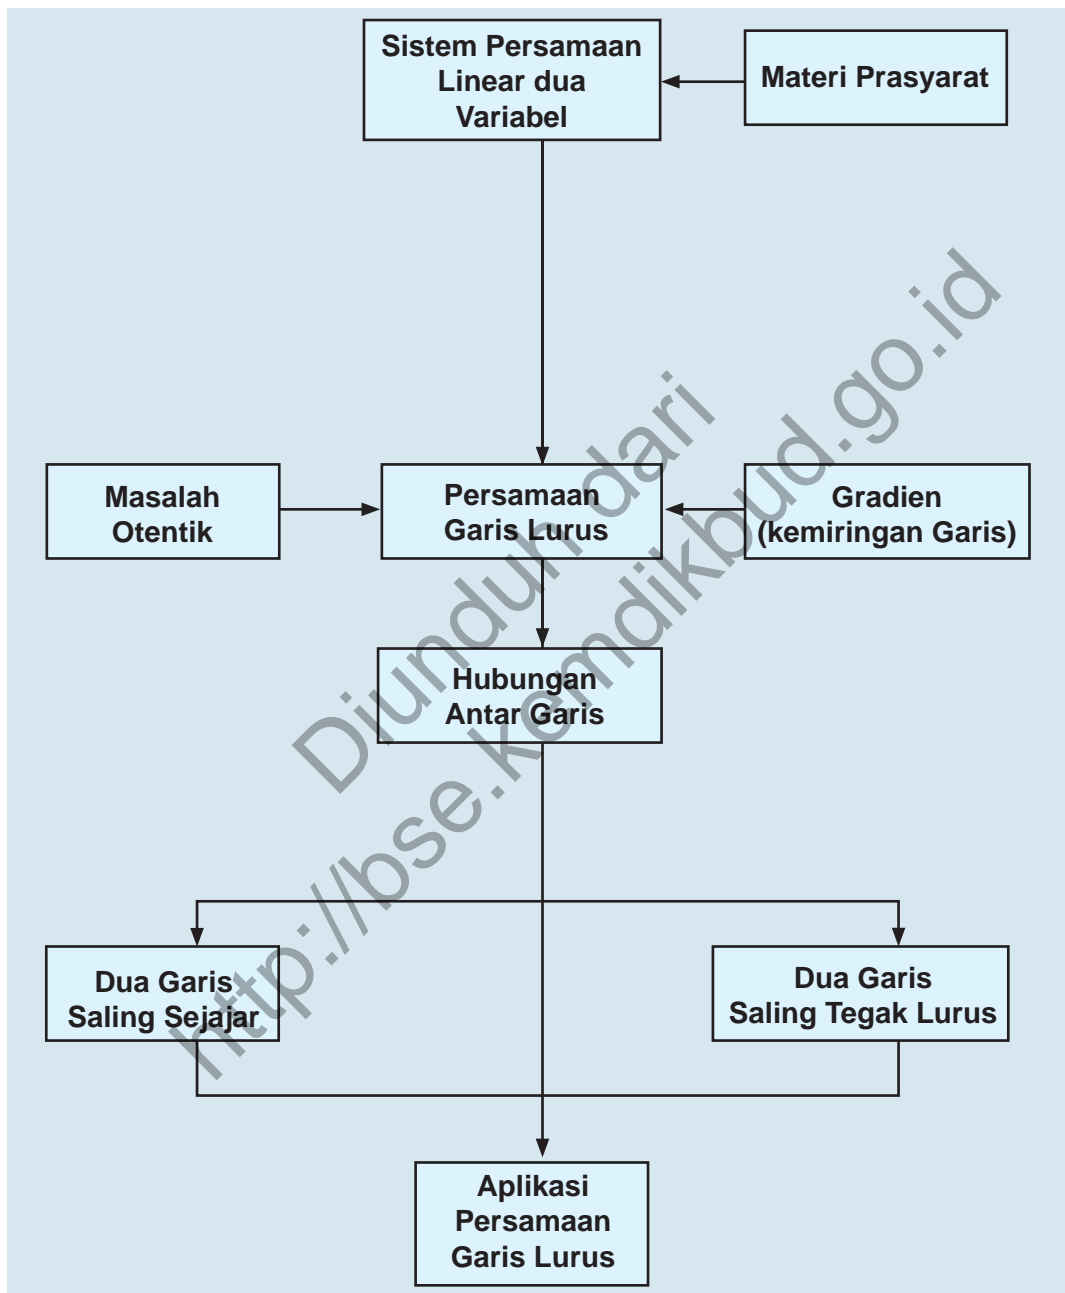 Sistem Persamaan
Linear dua
Variabel
Materi Prasyarat
Masalah
Otentik
Persamaan
Garis Lurus
Gradien
(kemiringan Garis)
Hubungan
Antar Garis
Dua Garis
Saling Sejajar
Dua Garis
Saling Tegak Lurus
Aplikasi
Persamaan
Garis Lurus
Diunduh dari
http://bse.kemdikbud.go.id